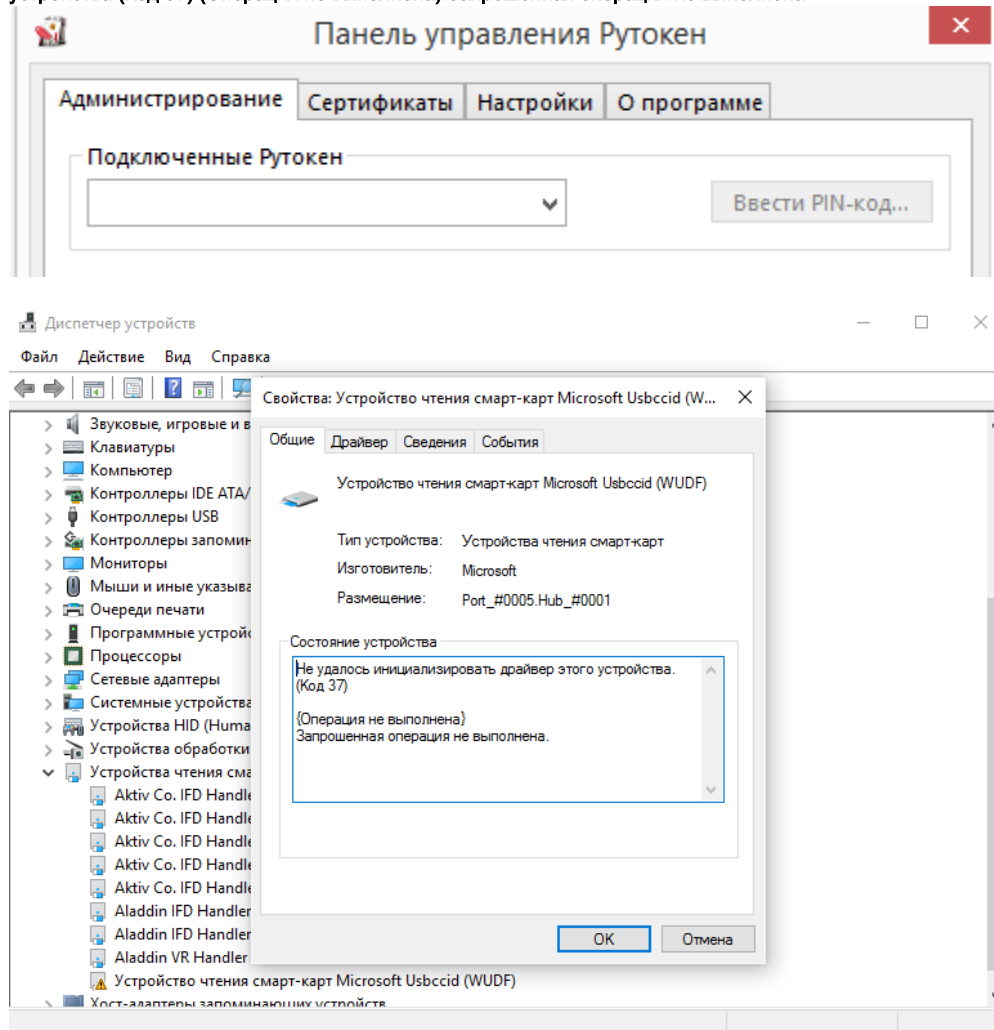 Панель управления Рутокен
Администрирование
Сертификаты
Настройки
О программе
Подключенные Рутокен
Ввести PIN-код...
Диспетчер устройств
Файл Действие Вид Справка
Свойства: Устройство чтения смарт-карт Microsoft Usbccid (W...
Общие Драйвер Сведения События
Устройство чтения смарт-карт Microsoft Usbccid (WUDF)
Тип устройства: Устройства чтения смарт-карт
Изготовитель: Microsoft
Размещение: Port_#0005.Hub_#0001
Состояние устройства
Не удалось инициализировать драйвер этого устройства.
(Код 37)
{Операция не выполнена}
Запрошенная операция не выполнена.
OK Отмена
Звуковые, игровые и в
Клавиатуры
Компьютер
Контроллеры IDE ATA/
Контроллеры USB
Контроллеры запомин
Мониторы
Мыши и иные указыва
Очереди печати
Программные устройс
Процессоры
Сетевые адаптеры
Системные устройства
Устройства HID (Huma
Устройства обработки
Устройства чтения сма
Aktiv Co. IFD Handle
Aktiv Co. IFD Handle
Aktiv Co. IFD Handle
Aktiv Co. IFD Handle
Aktiv Co. IFD Handle
Aladdin IFD Handler
Aladdin IFD Handler
Aladdin VR Handler
Устройство чтения смарт-карт Microsoft Usbccid (WUDF)
Хост-адаптеры запоминающих устройств